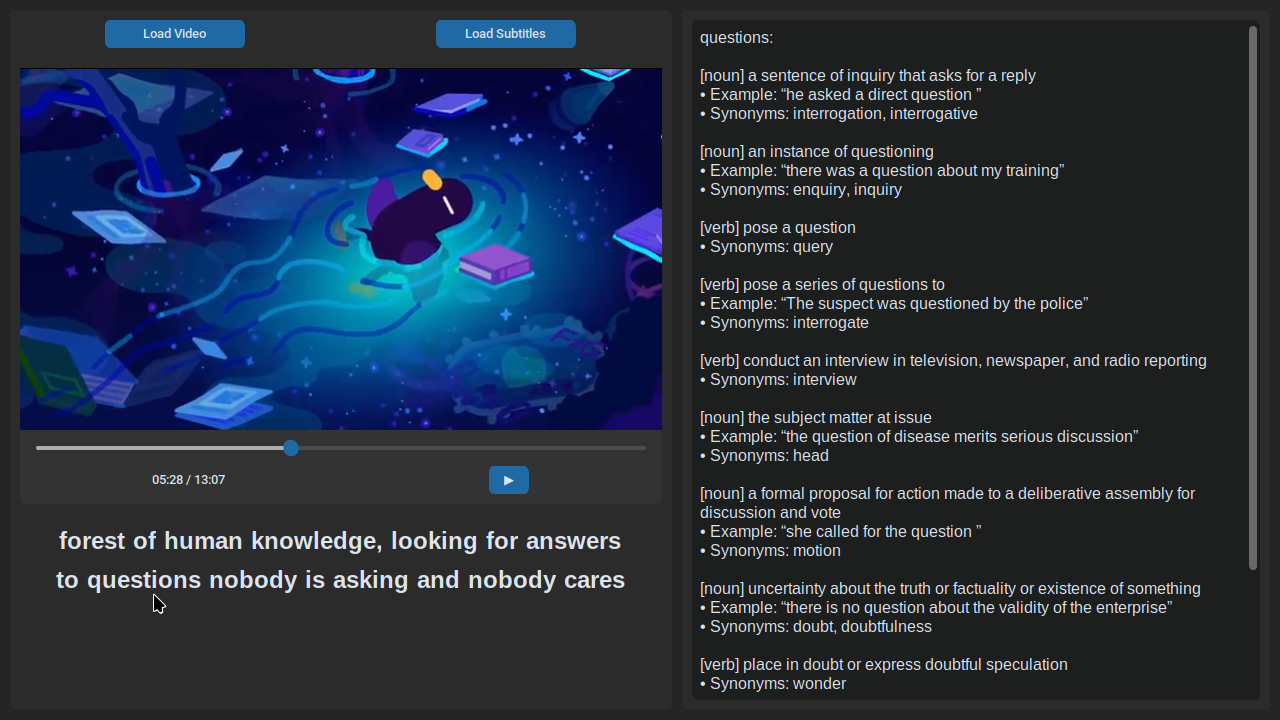 Load Video
Load Subtitles
05:28 / 13:07
▶
forest of human knowledge, looking for answers
to questions nobody is asking and nobody cares
questions:
[noun] a sentence of inquiry that asks for a reply
• Example: “he asked a direct question ”
• Synonyms: interrogation, interrogative
[noun] an instance of questioning
• Example: “there was a question about my training”
• Synonyms: enquiry, inquiry
[verb] pose a question
• Synonyms: query
[verb] pose a series of questions to
• Example: “The suspect was questioned by the police”
• Synonyms: interrogate
[verb] conduct an interview in television, newspaper, and radio reporting
• Synonyms: interview
[noun] the subject matter at issue
• Example: “the question of disease merits serious discussion”
• Synonyms: head
[noun] a formal proposal for action made to a deliberative assembly for
discussion and vote
• Example: “she called for the question ”
• Synonyms: motion
[noun] uncertainty about the truth or factuality or existence of something
• Example: “there is no question about the validity of the enterprise”
• Synonyms: doubt, doubtfulness
[verb] place in doubt or express doubtful speculation
• Synonyms: wonder